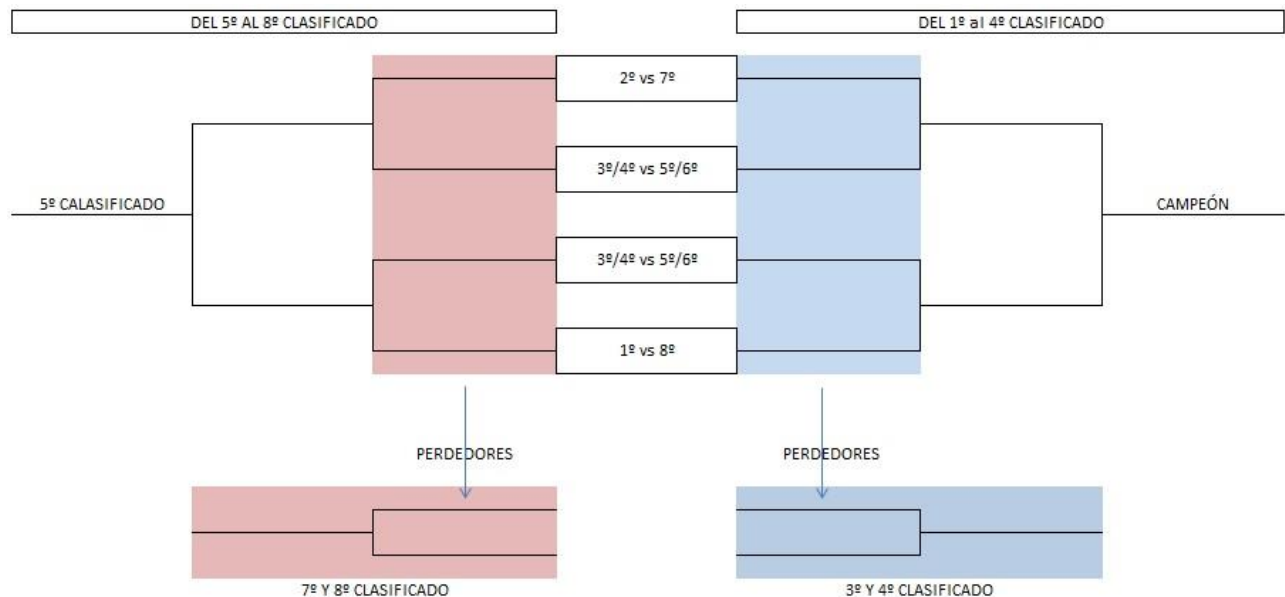 DEL 5º AL 8º CLASIFICADO
DEL 1º al 4º CLASIFICADO
2º vs 7º
3º/4º vs 5º/6º
5º CALASIFICADO
CAMPEÓN
3º/4º vs 5º/6º
1º vs 8º
PERDEDORES
PERDEDORES
7º Y 8º CLASIFICADO
3º Y 4º CLASIFICADO